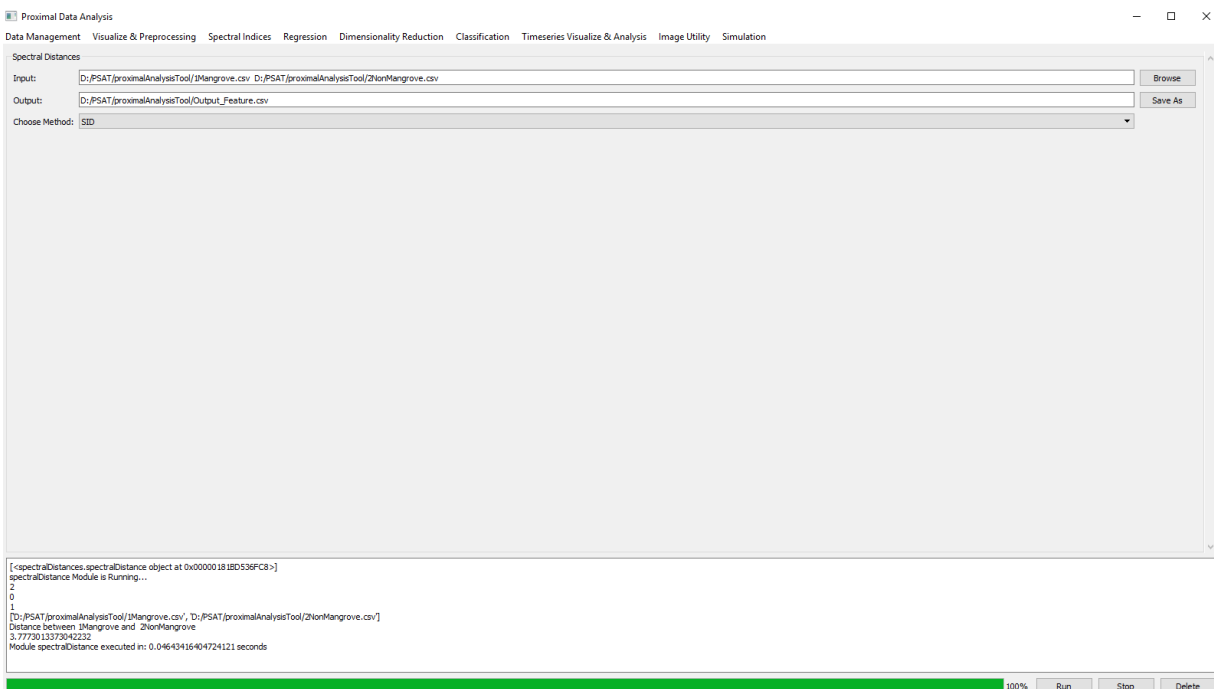 Proximal Data Analysis
Data Management Visualize & Preprocessing Spectral Indices Regression Dimensionality Reduction Classification Timeseries Visualize & Analysis Image Utility Simulation
Spectral Distances
Input: D:/PSAT/proximalAnalysisTool/1Mangrove.csv D:/PSAT/proximalAnalysisTool/2NonMangrove.csv Browse
Output: D:/PSAT/proximalAnalysisTool/Output_Feature.csv Save As
Choose Method: SID
[<spectralDistances.spectralDistance object at 0x00000181BD536FC8>]
spectralDistance Module is Running...
2
0
1
['D:/PSAT/proximalAnalysisTool/1Mangrove.csv', 'D:/PSAT/proximalAnalysisTool/2NonMangrove.csv']
Distance between 1Mangrove and 2NonMangrove
3.7773013373042232
Module spectralDistance executed in: 0.04643416404724121 seconds
100% Run Stop Delete